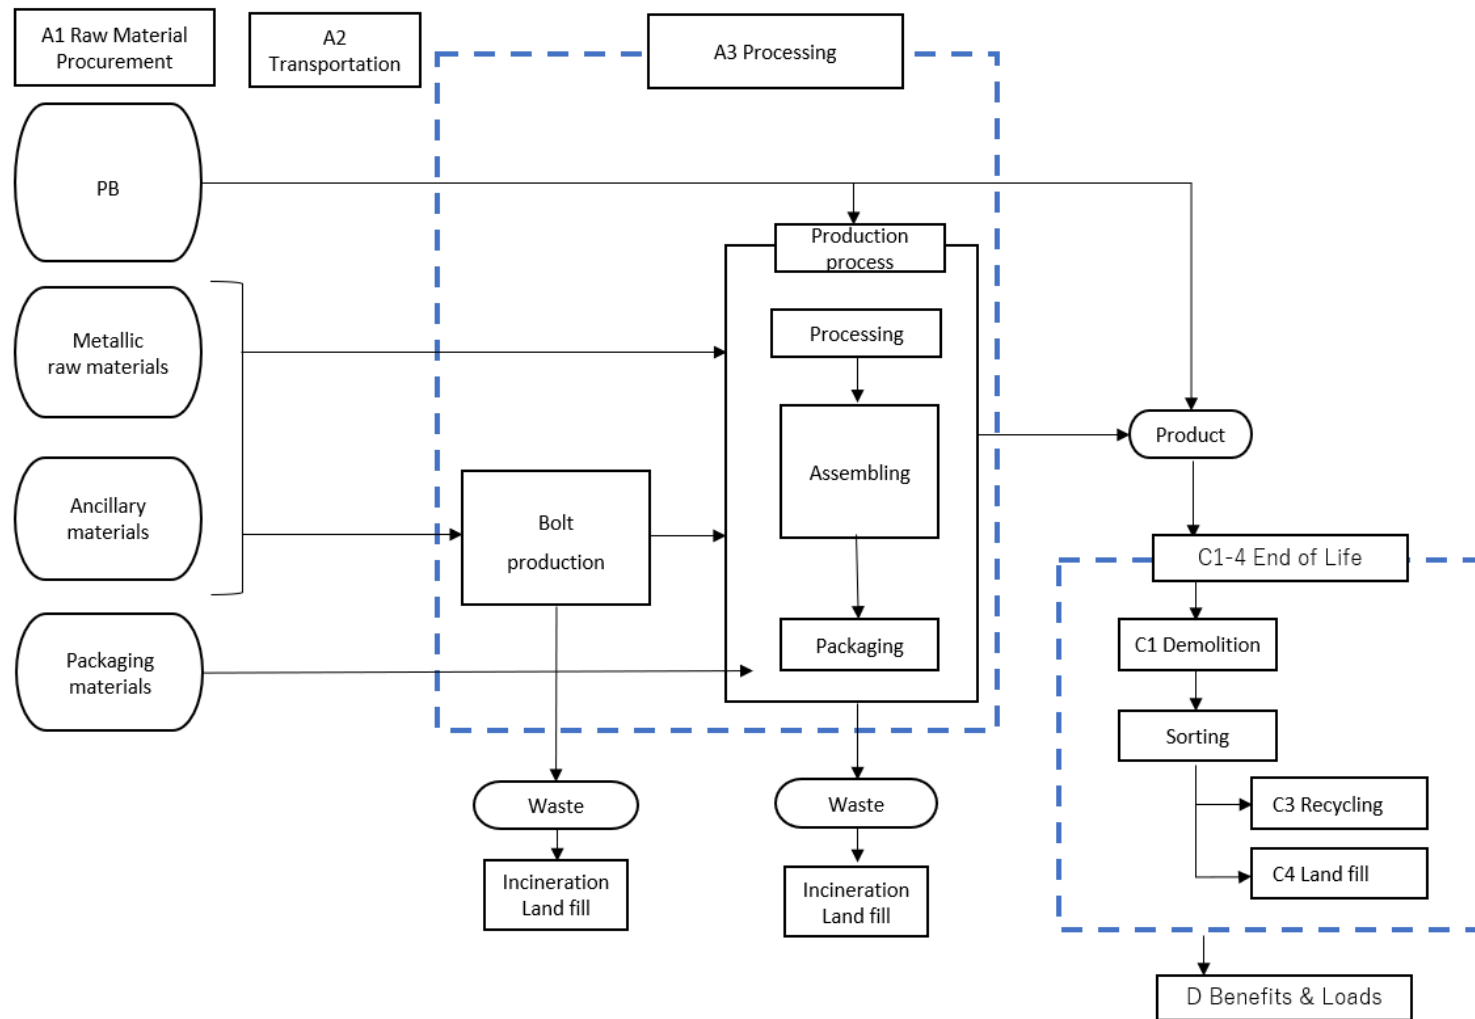 A1 Raw Material
Procurement
A2
Transportation
A3 Processing
PB
Production
process
Metallic
raw materials
Processing
Ancillary
materials
Assembling
Product
Bolt
production
C1-4 End of Life
Packaging
materials
Packaging
C1 Demolition
Sorting
Waste
Waste
C3 Recycling
Incineration
Land fill
Incineration
Land fill
C4 Land fill
D Benefits & Loads